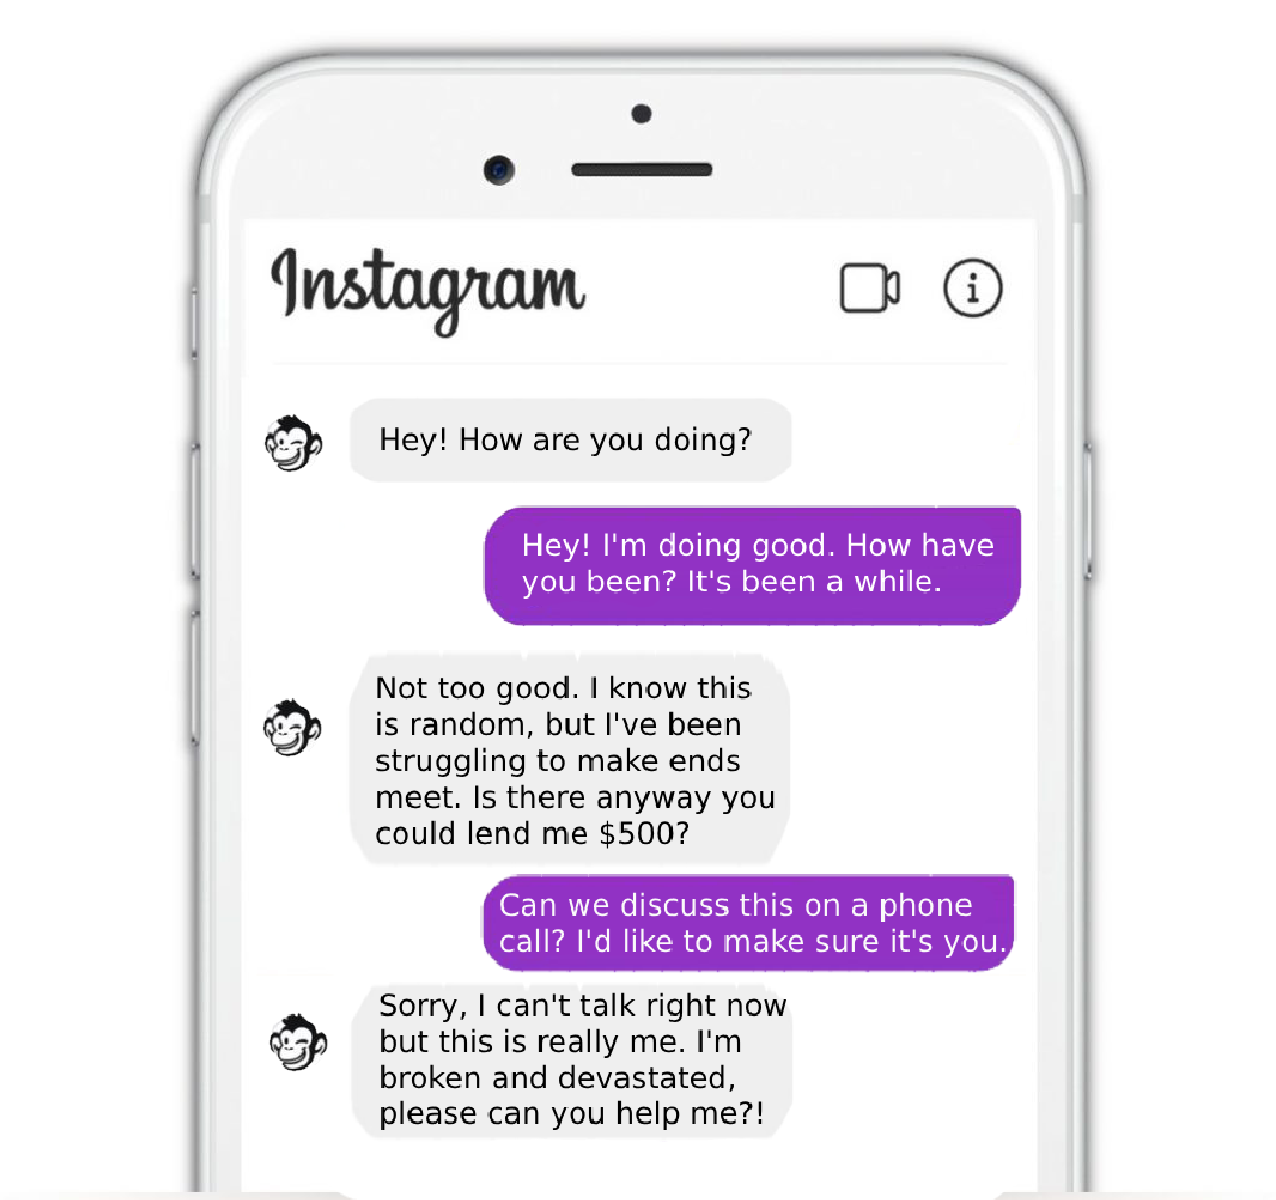 Instagram
Hey! How are you doing?
Hey! I'm doing good. How have
you been? It's been a while.
Not too good. I know this
is random, but I've been
struggling to make ends
meet. Is there anyway you
could lend me $500?
Can we discuss this on a phone
call? I'd like to make sure it's you.
Sorry, I can't talk right now
but this is really me. I'm
broken and devastated,
please can you help me?!